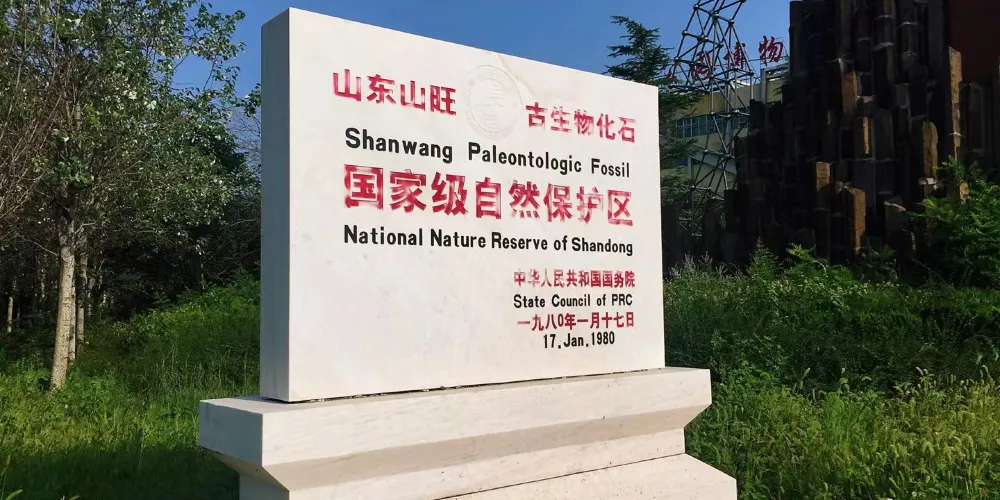 山东山旺 古生物化石
Shanwang Paleontologic Fossil
国家级自然保护区
National Nature Reserve of Shandong
中华人民共和国国务院
State Council of PRC
一九八〇年一月十七日
17.Jan.1980
博物